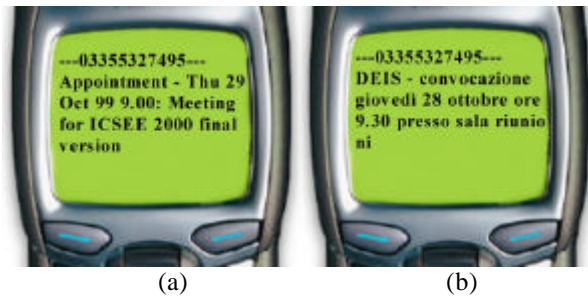 ---03355327495---
Appointment - Thu 29
Oct 99 9.00: Meeting
for ICSEE 2000 final
version
(a)
---03355327495---
DEIS - convocazione
giovedì 28 ottobre ore
9.30 presso sala riunio
ni
(b)